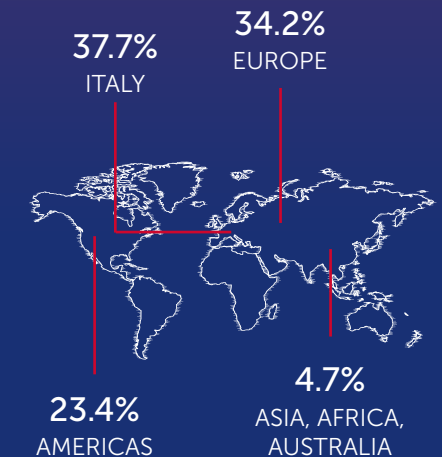 34.2%
EUROPE
37.7%
ITALY
4.7%
ASIA, AFRICA,
AUSTRALIA
23.4%
AMERICAS